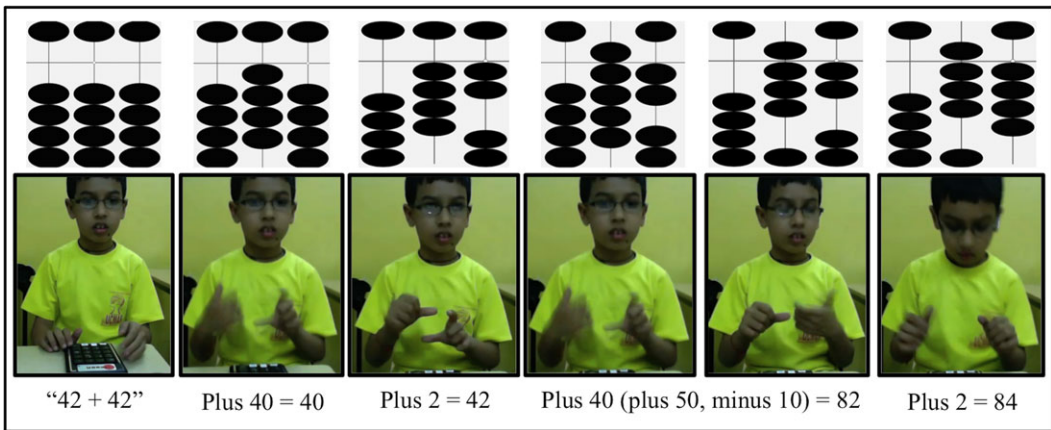 “42 + 42”
Plus 40 = 40
Plus 2 = 42
Plus 40 (plus 50, minus 10) = 82
Plus 2 = 84